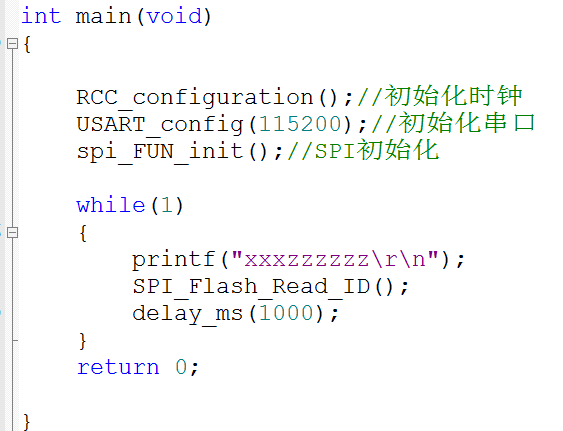 int main(void)
{
RCC_configuration();//初始化时钟
USART_config(115200);//初始化串口
spi_FUN_init();//SPI初始化
while(1)
{
printf("xxxzzzzzz\r\n");
SPI_Flash_Read_ID();
delay_ms(1000);
}
return 0;
}